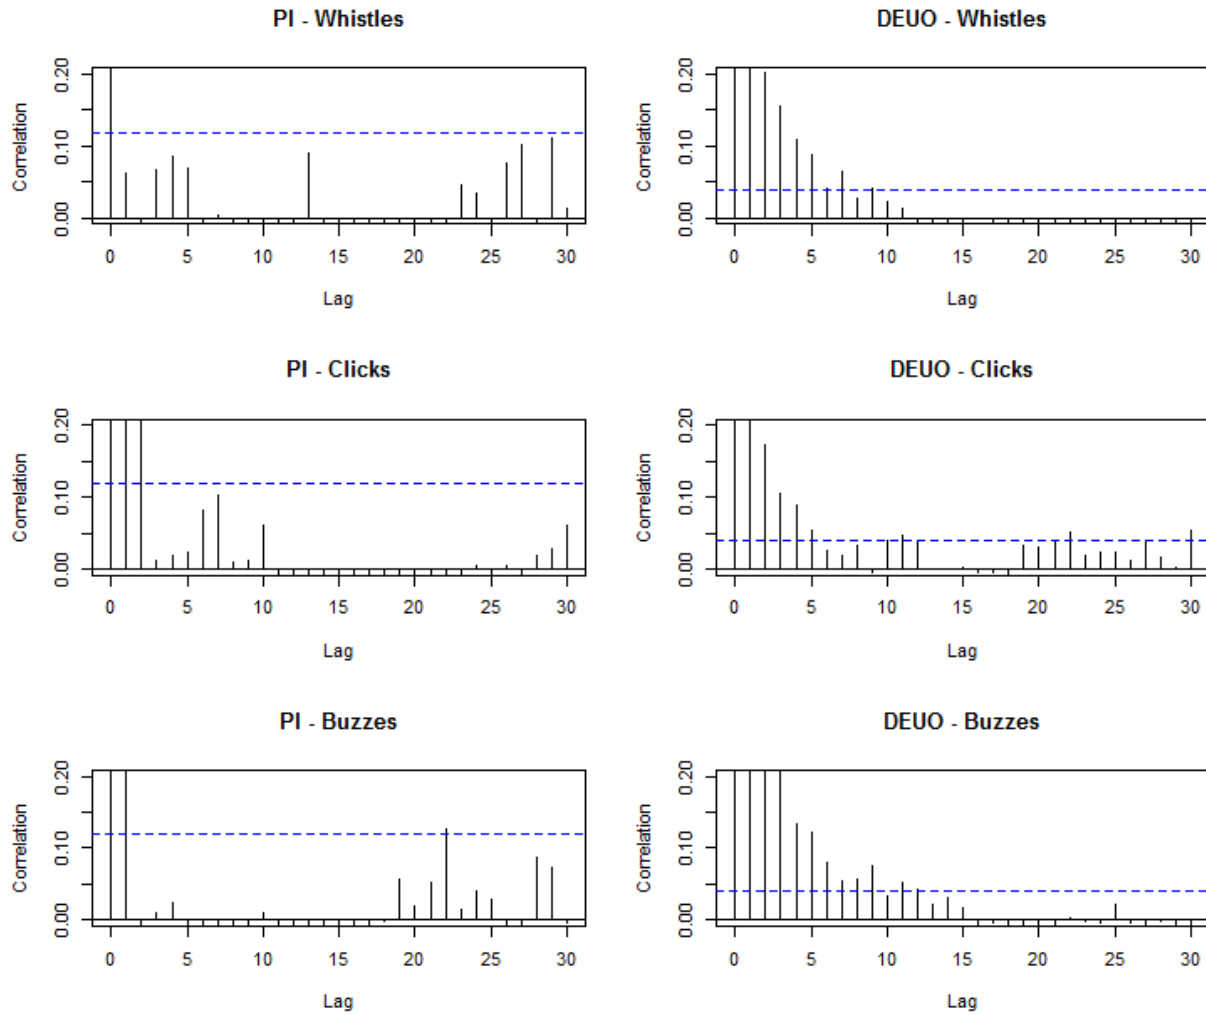 PI - Whistles
Correlation
0.00 0.10 0.20
0 5 10 15 20 25 30
Lag
DEUO - Whistles
Correlation
0.00 0.10 0.20
0 5 10 15 20 25 30
Lag
PI - Clicks
Correlation
0.00 0.10 0.20
0 5 10 15 20 25 30
Lag
DEUO - Clicks
Correlation
0.00 0.10 0.20
0 5 10 15 20 25 30
Lag
PI - Buzzes
Correlation
0.00 0.10 0.20
0 5 10 15 20 25 30
Lag
DEUO - Buzzes
Correlation
0.00 0.10 0.20
0 5 10 15 20 25 30
Lag